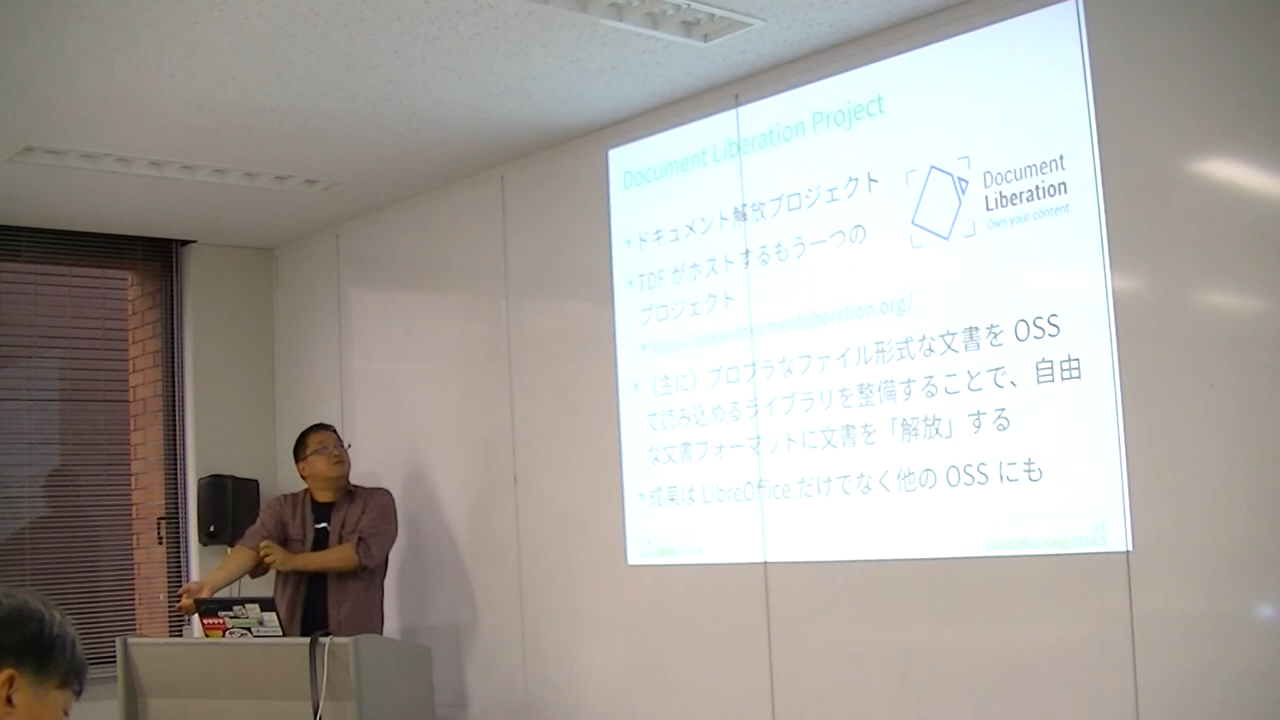 Document Liberation Project
ドキュメント解放プロジェクト
TDF がホストするもう一つの
プロジェクト
https://www.documentliberation.org/
(主に) プロプラなファイル形式な文書を OSS
で読み込めるライブラリを整備することで、自由
な文書フォーマットに文書を「解放」する
成果は LibreOffice だけでなく他の OSS にも
Document
Liberation
Own your content
LibreOffice